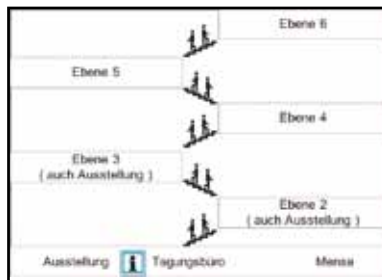 Ebene 6
Ebene 5
Ebene 4
Ebene 3
( auch Ausstellung )
Ebene 2
( auch Ausstellung )
Ausstellung i Tagungsbüro Mensa